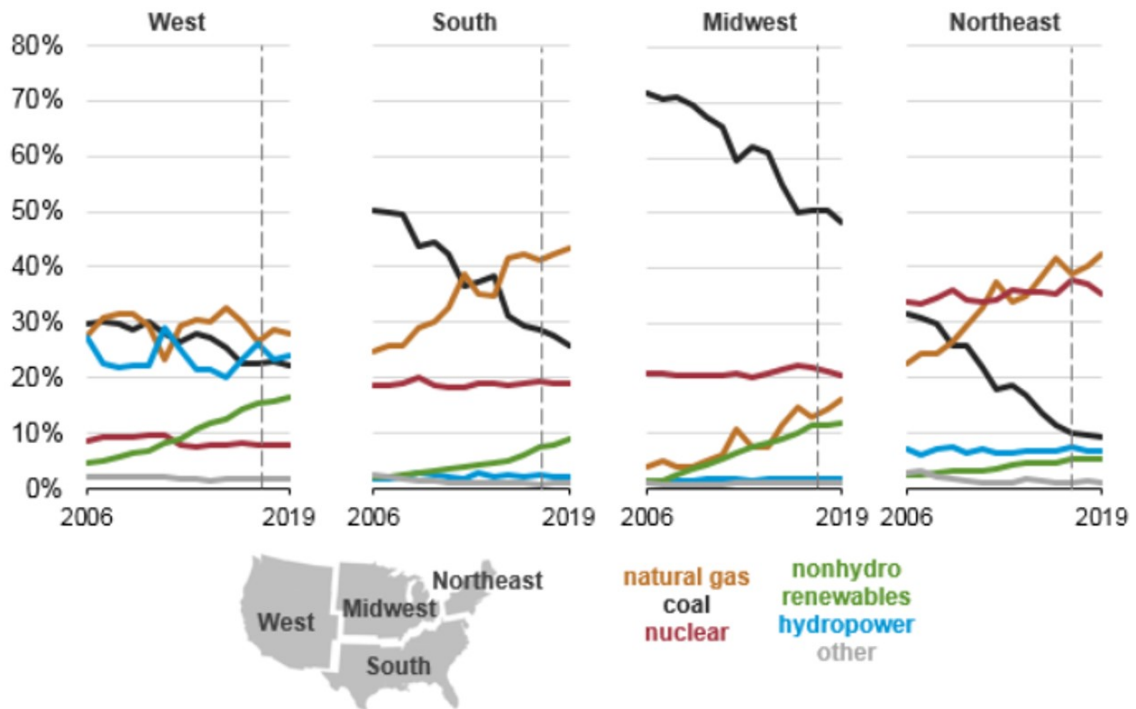 West South Midwest Northeast
80%
70%
60%
50%
40%
30%
20%
10%
0%
2006 2019 2006 2019 2006 2019 2006 2019
West
Midwest
Northeast
South
natural gas
coal
nuclear
nonhydro
renewables
hydropower
other